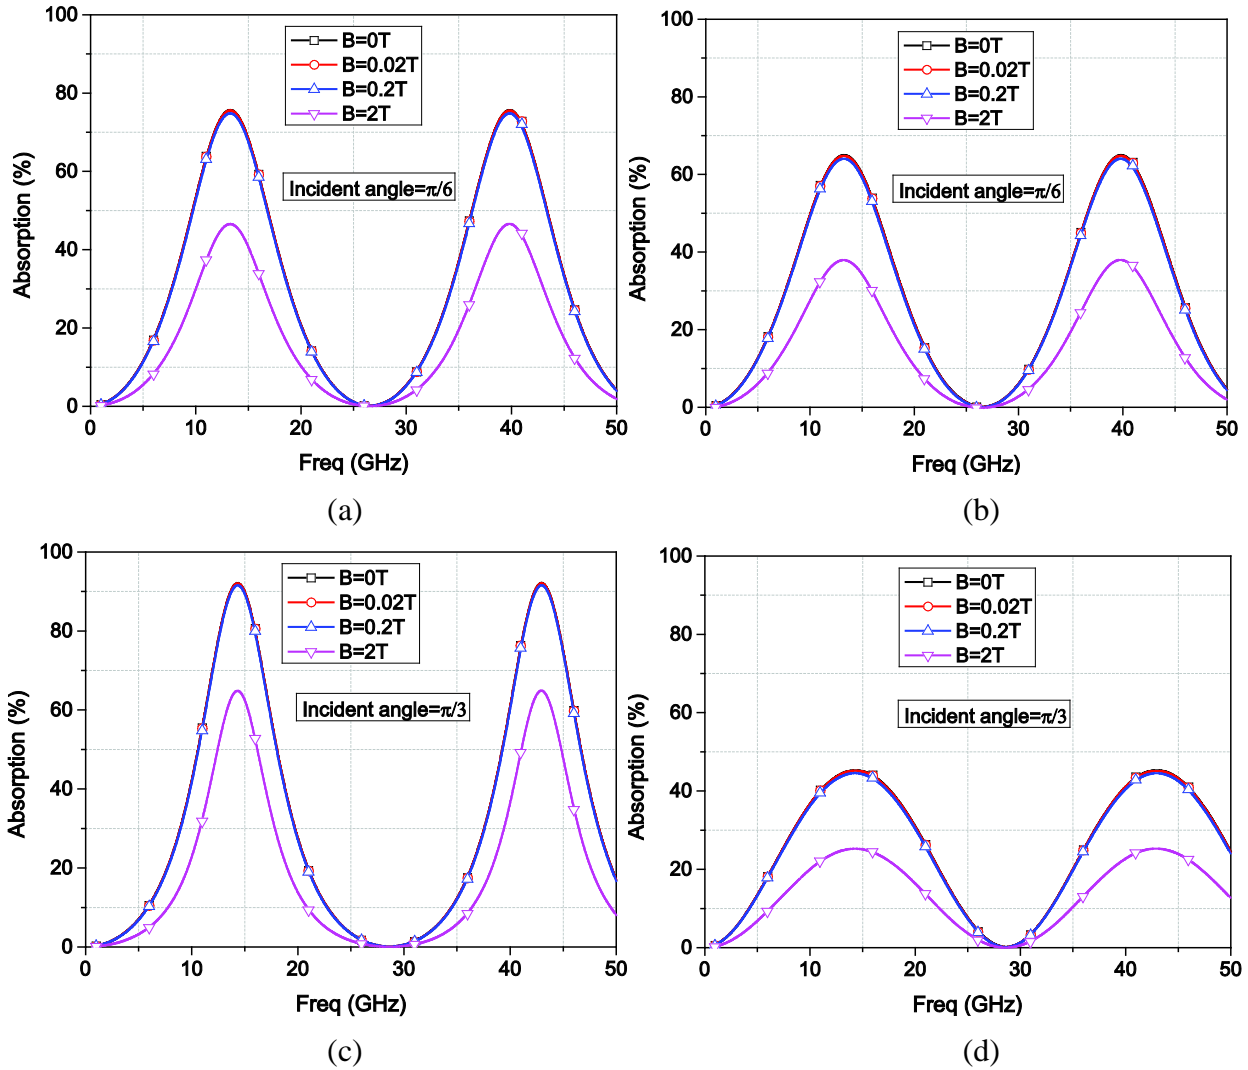 100
80
60
40
20
0
Absorption (%)
B=0T
B=0.02T
B=0.2T
B=2T
Incident angle=π/6
0 10 20 30 40 50
Freq (GHz)
(a)
100
80
60
40
20
0
Absorption (%)
B=0T
B=0.02T
B=0.2T
B=2T
Incident angle=π/6
0 10 20 30 40 50
Freq (GHz)
(b)
100
80
60
40
20
0
Absorption (%)
B=0T
B=0.02T
B=0.2T
B=2T
Incident angle=π/3
0 10 20 30 40 50
Freq (GHz)
(c)
100
80
60
40
20
0
Absorption (%)
B=0T
B=0.02T
B=0.2T
B=2T
Incident angle=π/3
0 10 20 30 40 50
Freq (GHz)
(d)